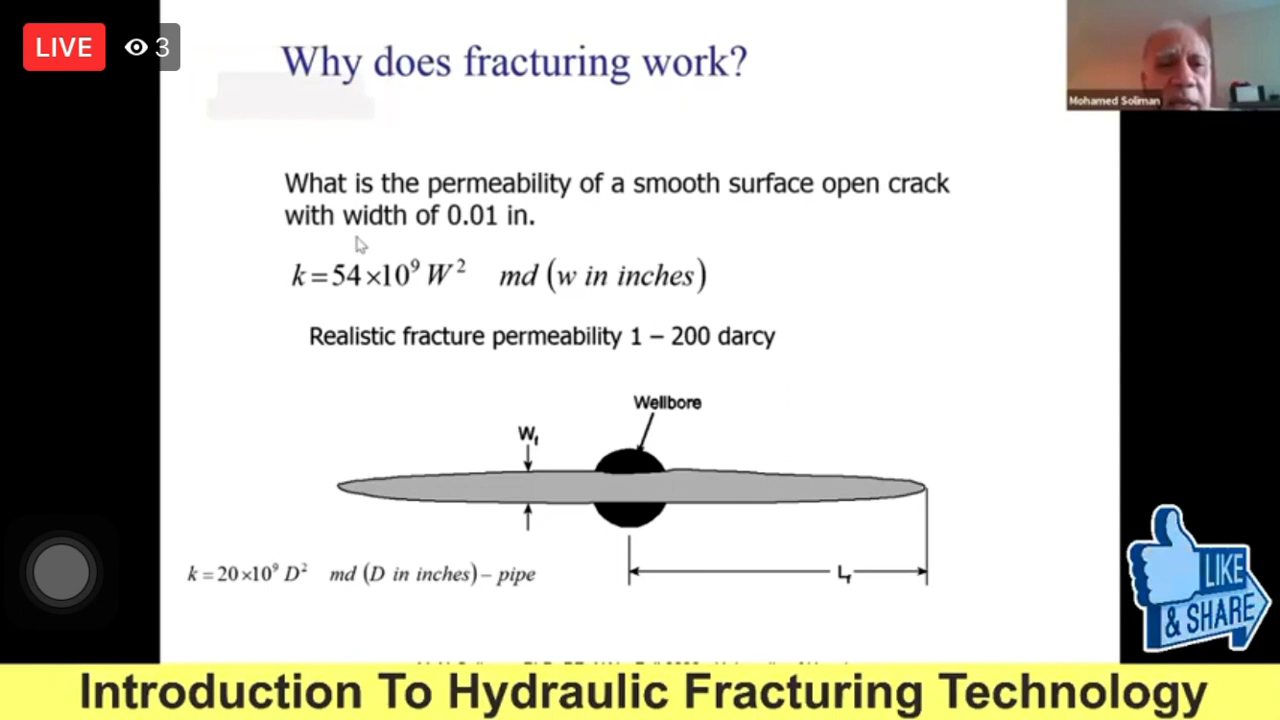 LIVE 3
Why does fracturing work?
Mohamed Soliman
What is the permeability of a smooth surface open crack
with width of 0.01 in.
k = 54 ×10⁹ W² md (w in inches)
Realistic fracture permeability 1 – 200 darcy
Wellbore
Wf
Lf
k = 20 ×10⁹ D² md (D in inches) – pipe
LIKE
& SHARE
Introduction To Hydraulic Fracturing Technology